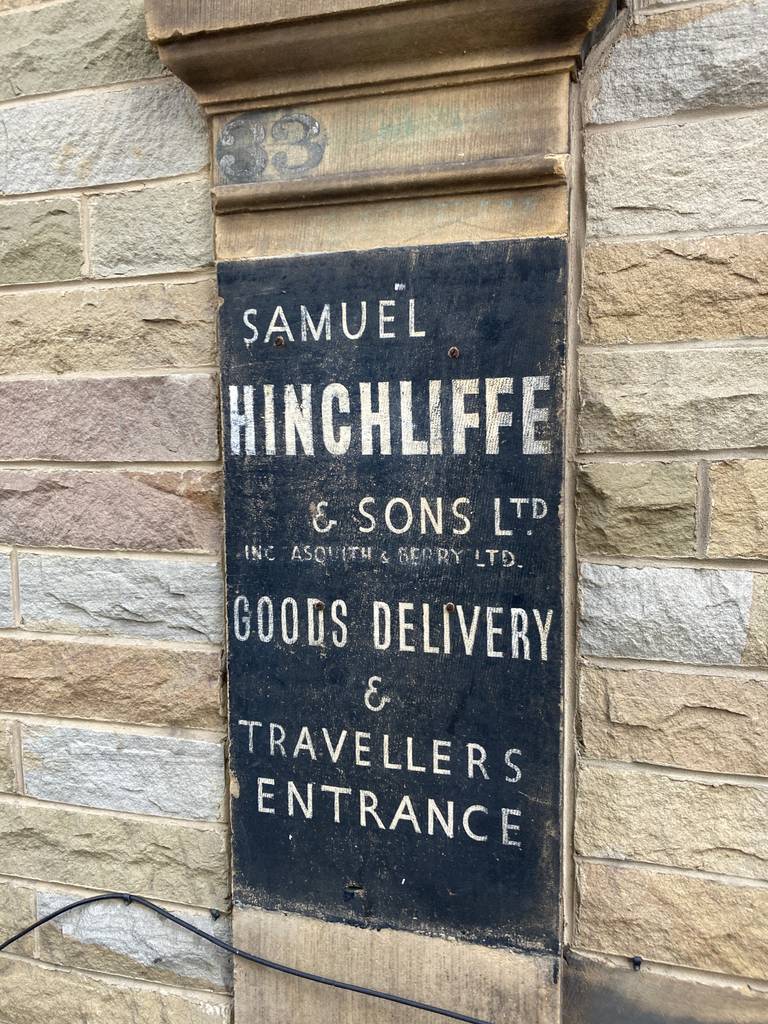 33
SAMUEL
HINCHLIFFE
& SONS LTD.
INC ASQUITH & BERRY LTD.
GOODS DELIVERY
&
TRAVELLERS
ENTRANCE